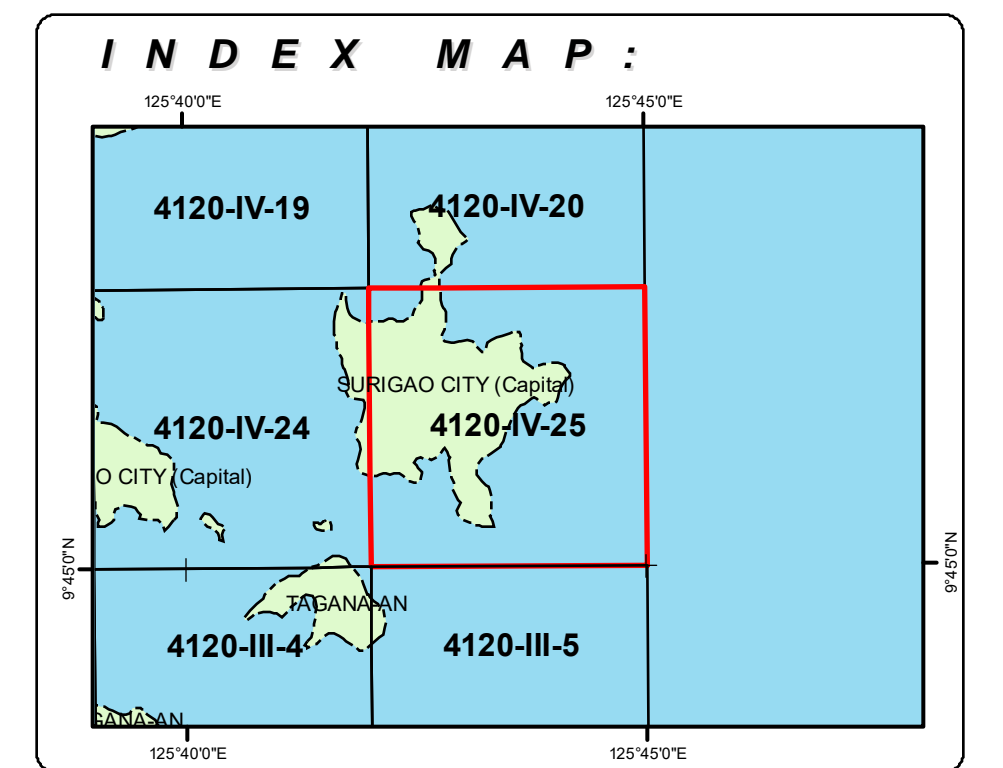 INDEX MAP:
125°40'0"E 125°45'0"E
4120-IV-19 4120-IV-20
SURIGAO CITY (Capital)
4120-IV-24 4120-IV-25
O CITY (Capital)
9°45'0"N 9°45'0"N
TAGANA-AN
4120-III-4 4120-III-5
GANA-AN
125°40'0"E 125°45'0"E